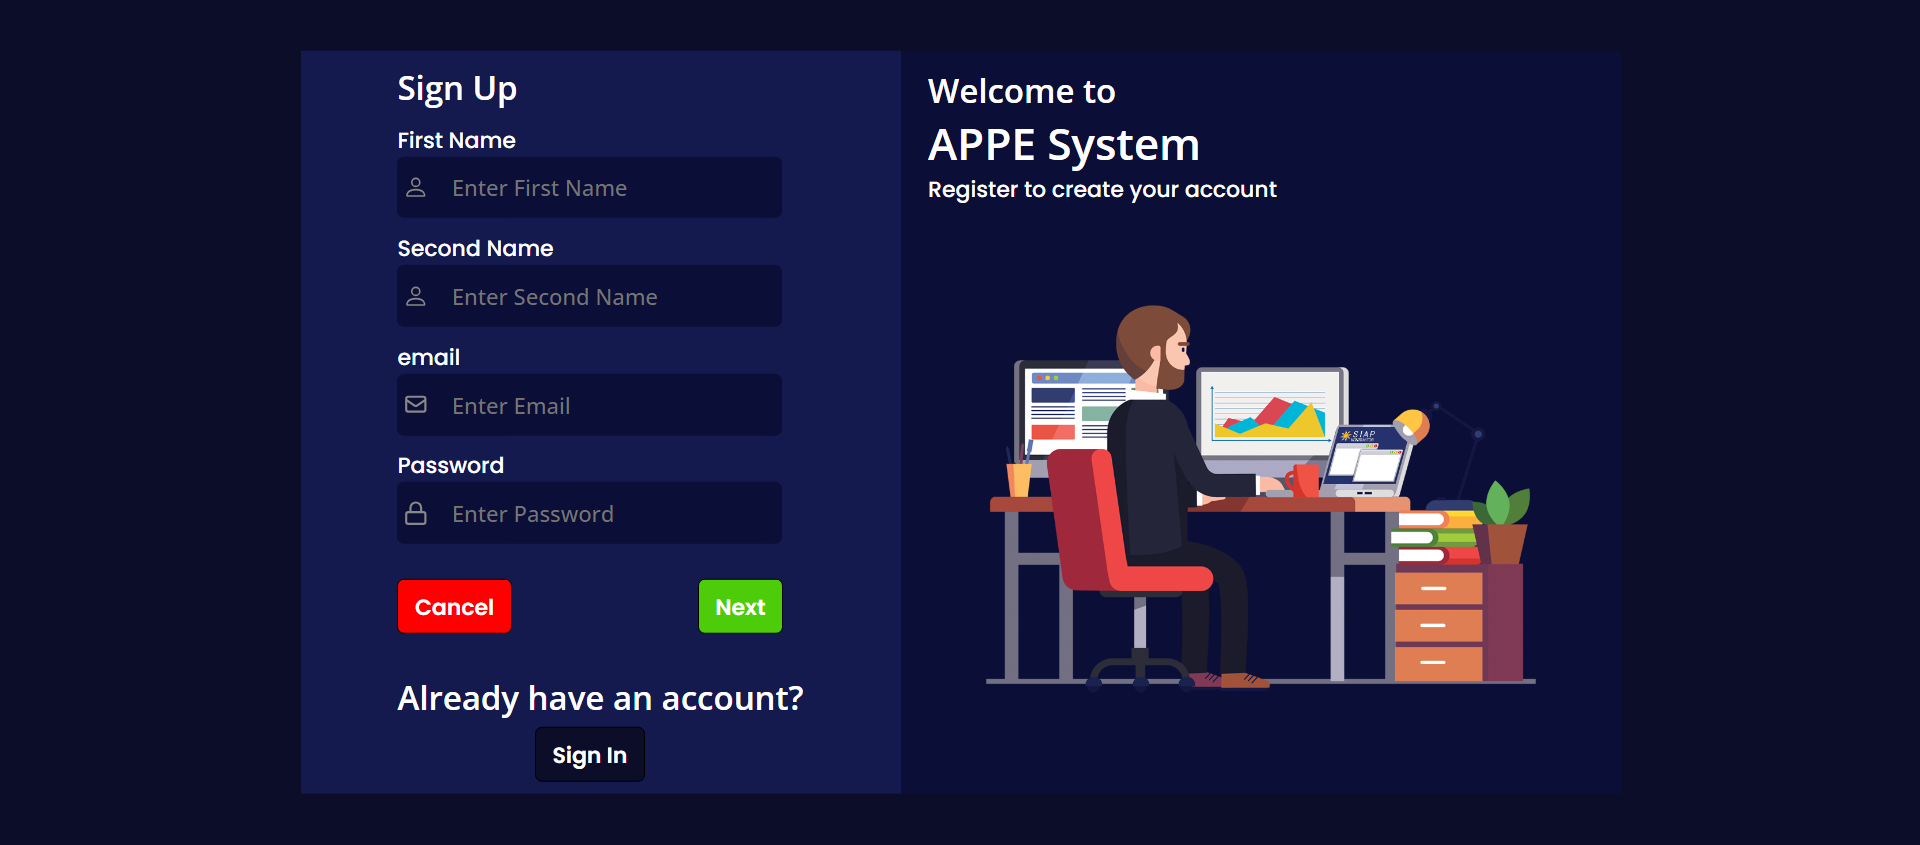 Sign Up
First Name
Enter First Name
Second Name
Enter Second Name
email
Enter Email
Password
Enter Password
Cancel
Next
Already have an account?
Sign In
Welcome to
APPE System
Register to create your account
SIAP